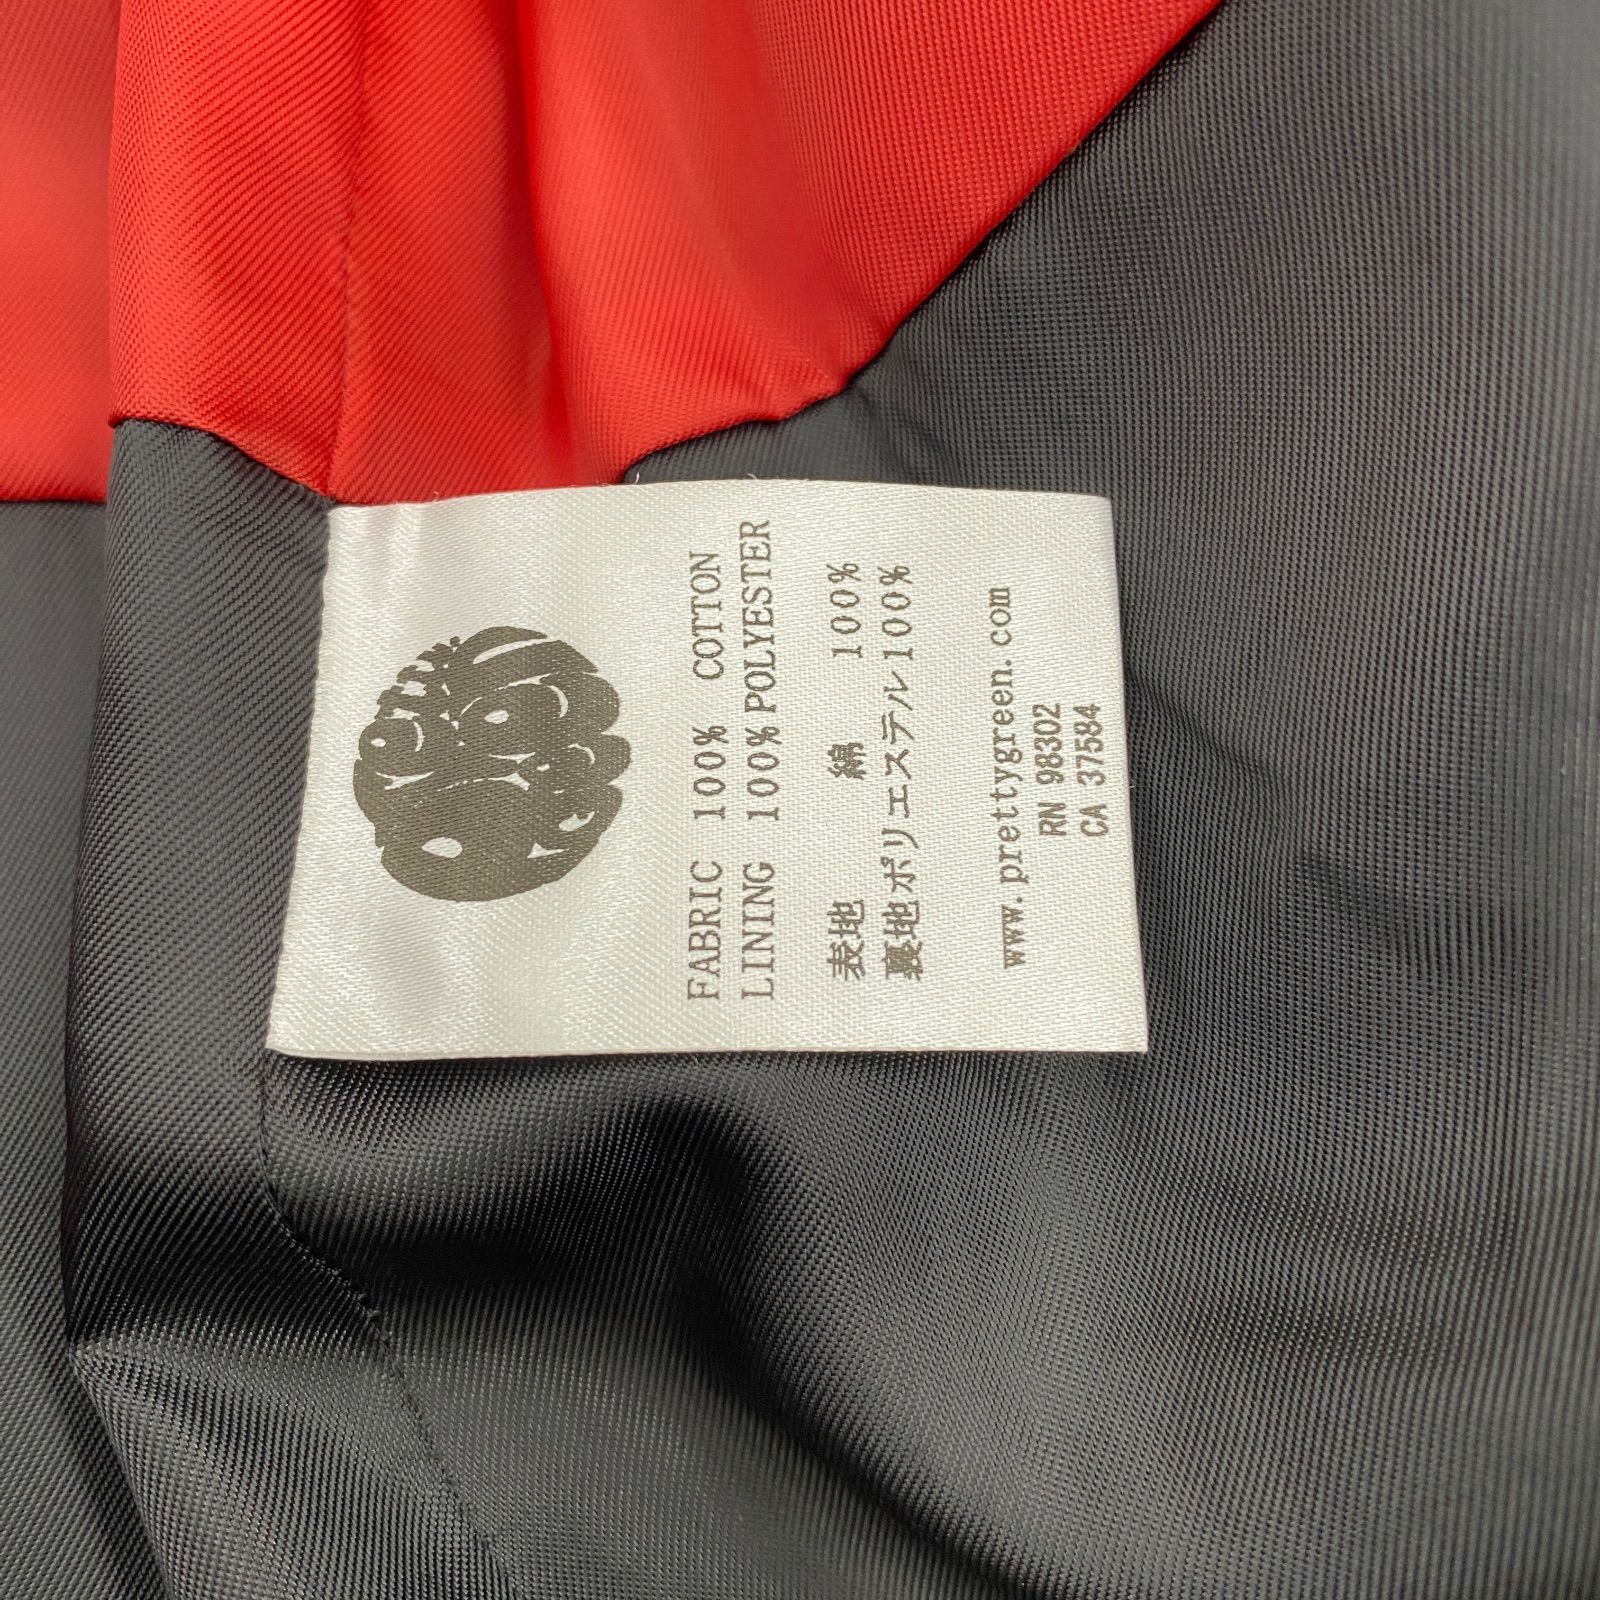 FABRIC 100% COTTON
LINING 100% POLYESTER
表地 綿 100%
裏地ポリエステル100%
www.prettygreen.com
RN 98302
CA 37584